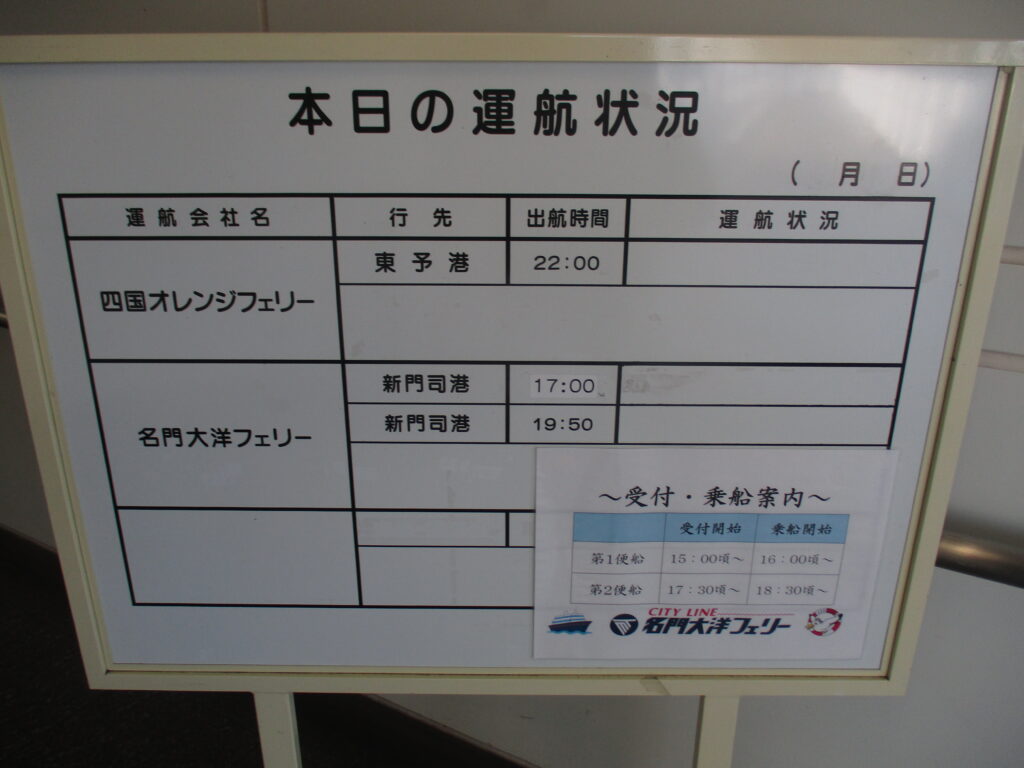 本日の運航状況
( 月 日)
運航会社名 行先 出航時間 運航状況
四国オレンジフェリー 東予港 22:00
名門大洋フェリー 新門司港 17:00
新門司港 19:50
～受付・乗船案内～
受付開始 乗船開始
第1便船 15:00頃～ 16:00頃～
第2便船 17:30頃～ 18:30頃～
CITY LINE
名門大洋フェリー